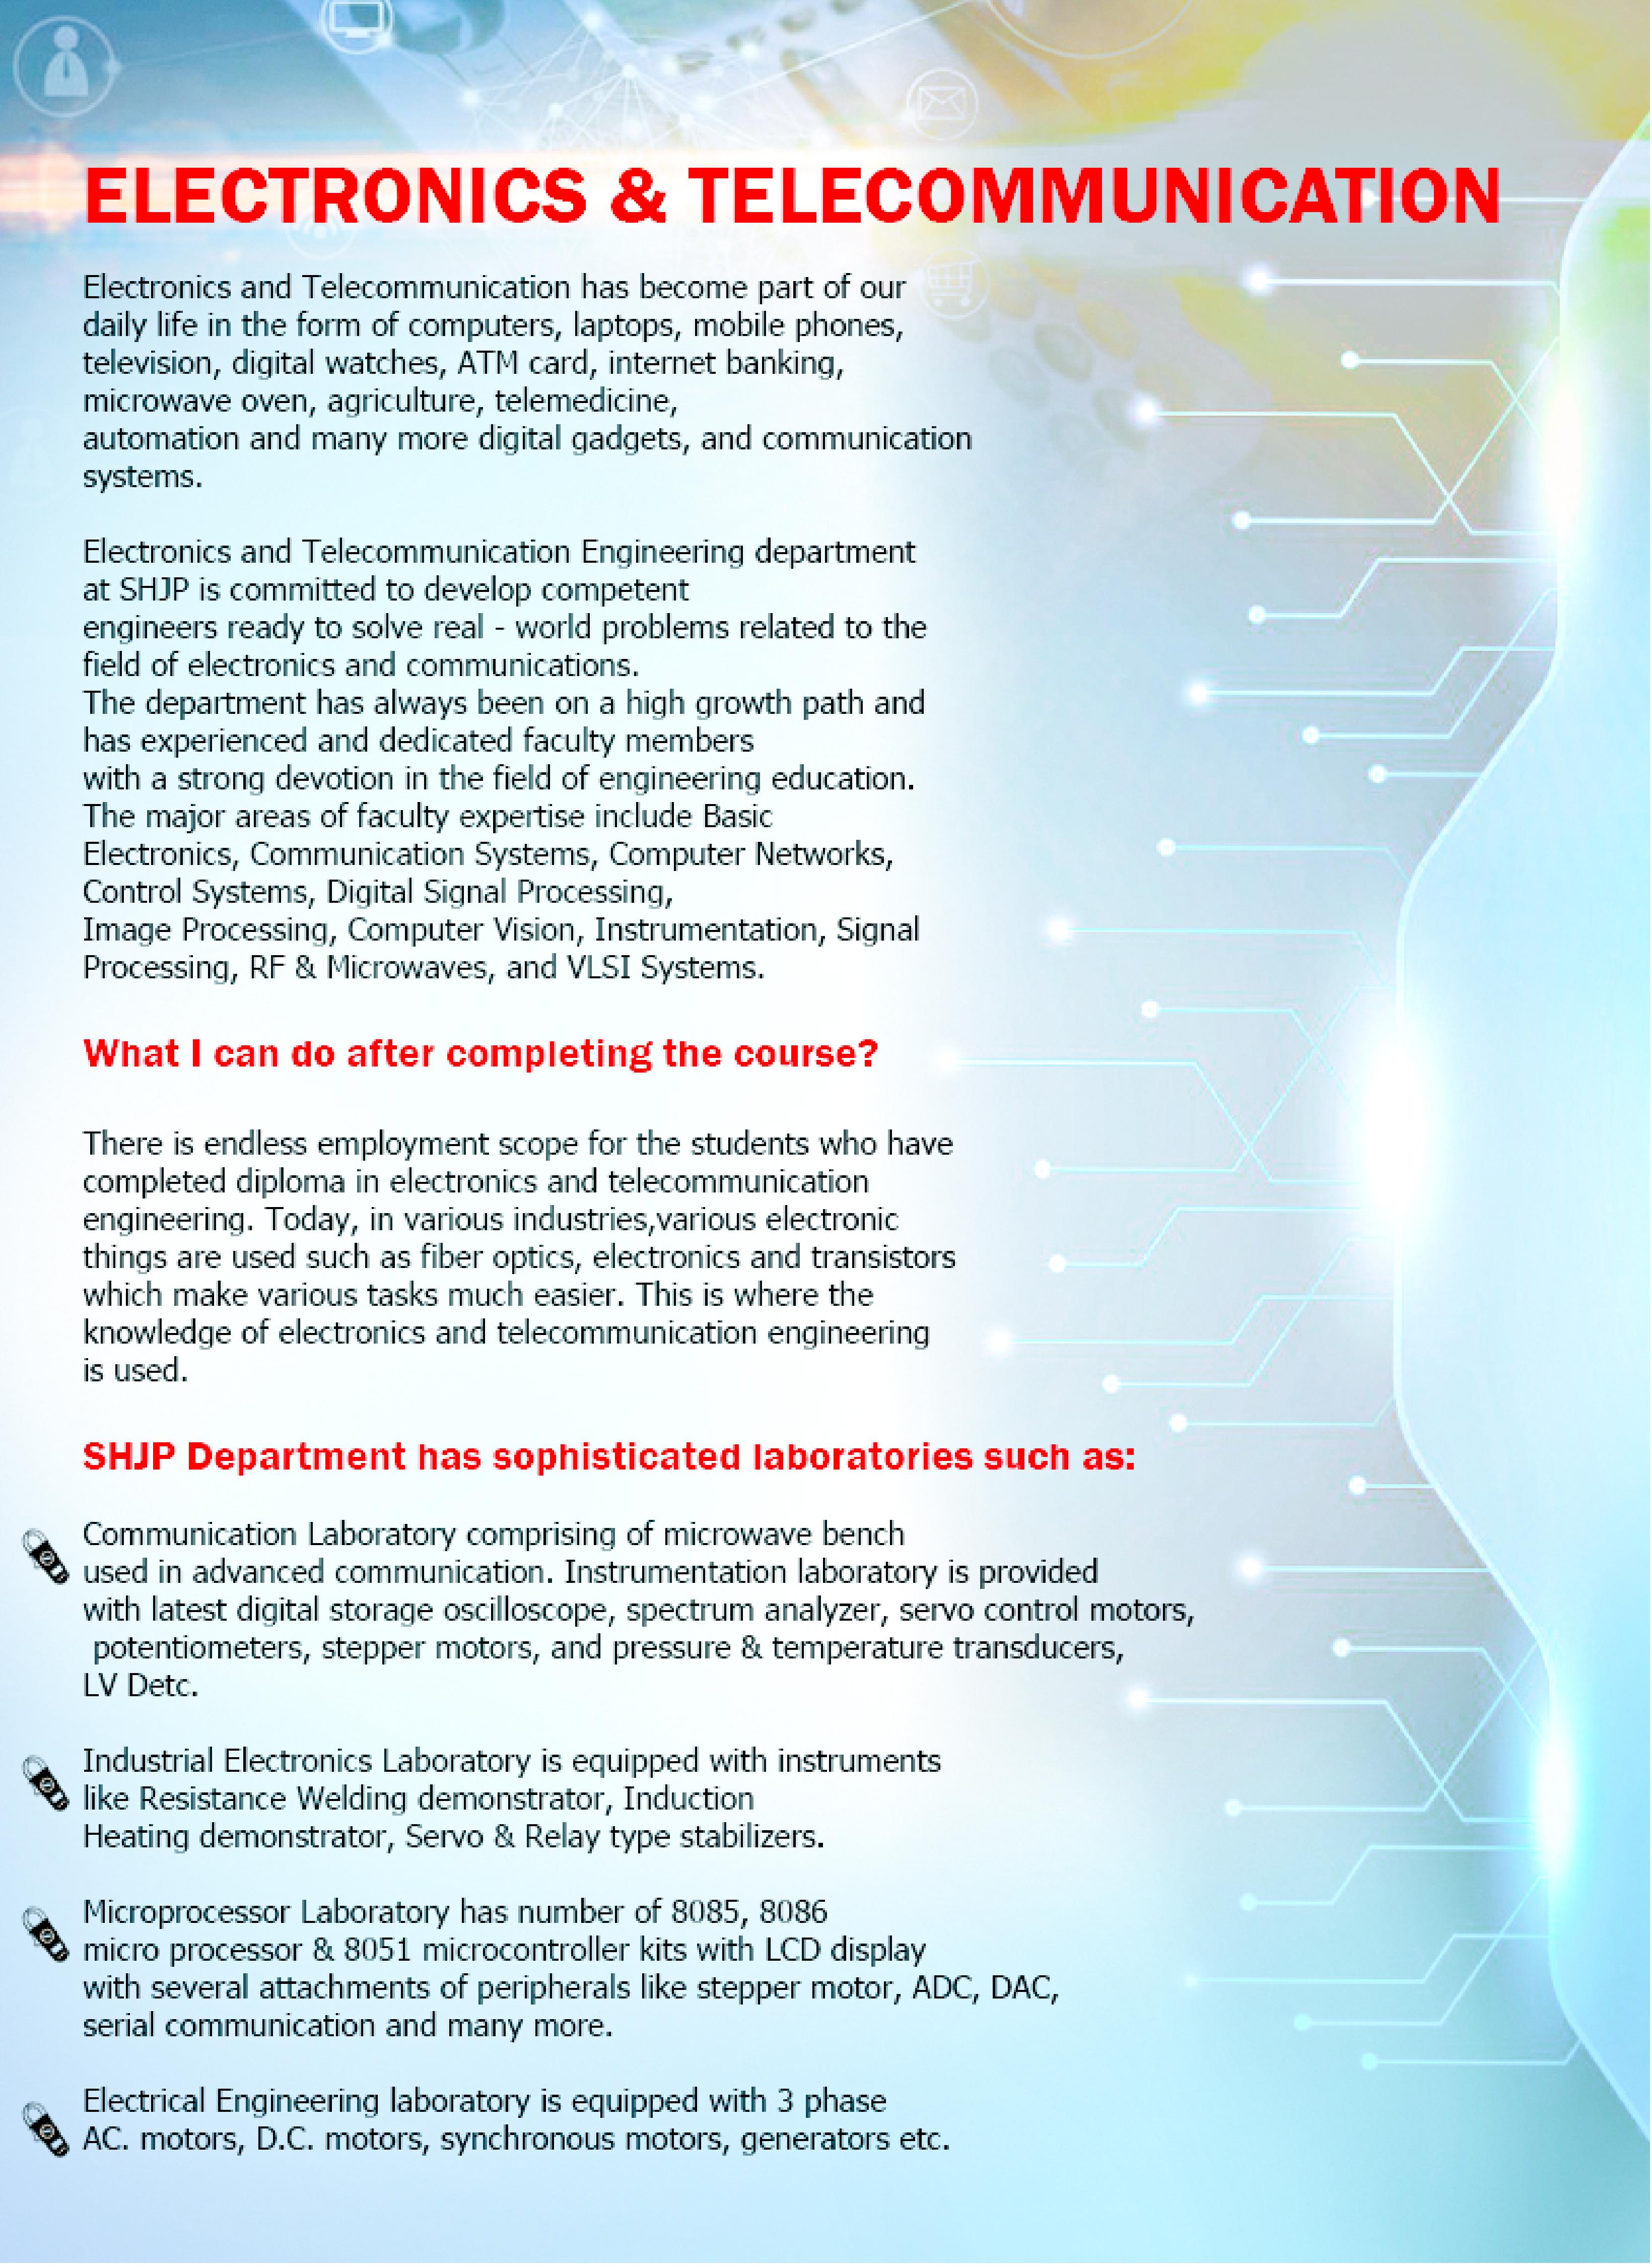 ELECTRONICS & TELECOMMUNICATION
Electronics and Telecommunication has become part of our
daily life in the form of computers, laptops, mobile phones,
television, digital watches, ATM card, internet banking,
microwave oven, agriculture, telemedicine,
automation and many more digital gadgets, and communication
systems.
Electronics and Telecommunication Engineering department
at SHJP is committed to develop competent
engineers ready to solve real - world problems related to the
field of electronics and communications.
The department has always been on a high growth path and
has experienced and dedicated faculty members
with a strong devotion in the field of engineering education.
The major areas of faculty expertise include Basic
Electronics, Communication Systems, Computer Networks,
Control Systems, Digital Signal Processing,
Image Processing, Computer Vision, Instrumentation, Signal
Processing, RF & Microwaves, and VLSI Systems.
What I can do after completing the course?
There is endless employment scope for the students who have
completed diploma in electronics and telecommunication
engineering. Today, in various industries,various electronic
things are used such as fiber optics, electronics and transistors
which make various tasks much easier. This is where the
knowledge of electronics and telecommunication engineering
is used.
SHJP Department has sophisticated laboratories such as:
Communication Laboratory comprising of microwave bench
used in advanced communication. Instrumentation laboratory is provided
with latest digital storage oscilloscope, spectrum analyzer, servo control motors,
potentiometers, stepper motors, and pressure & temperature transducers,
LV Detc.
Industrial Electronics Laboratory is equipped with instruments
like Resistance Welding demonstrator, Induction
Heating demonstrator, Servo & Relay type stabilizers.
Microprocessor Laboratory has number of 8085, 8086
micro processor & 8051 microcontroller kits with LCD display
with several attachments of peripherals like stepper motor, ADC, DAC,
serial communication and many more.
Electrical Engineering laboratory is equipped with 3 phase
AC. motors, D.C. motors, synchronous motors, generators etc.